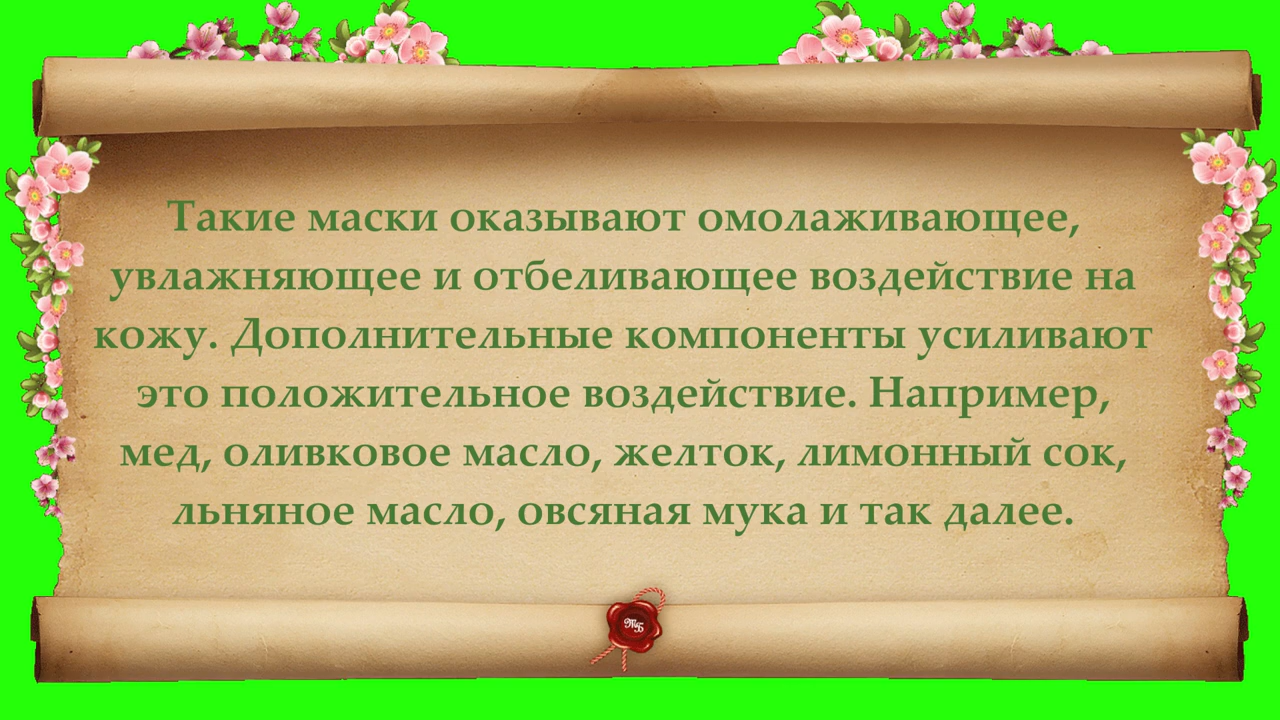 Такие маски оказывают омолаживающее,
увлажняющее и отбеливающее воздействие на
кожу. Дополнительные компоненты усиливают
это положительное воздействие. Например,
мед, оливковое масло, желток, лимонный сок,
льняное масло, овсяная мука и так далее.